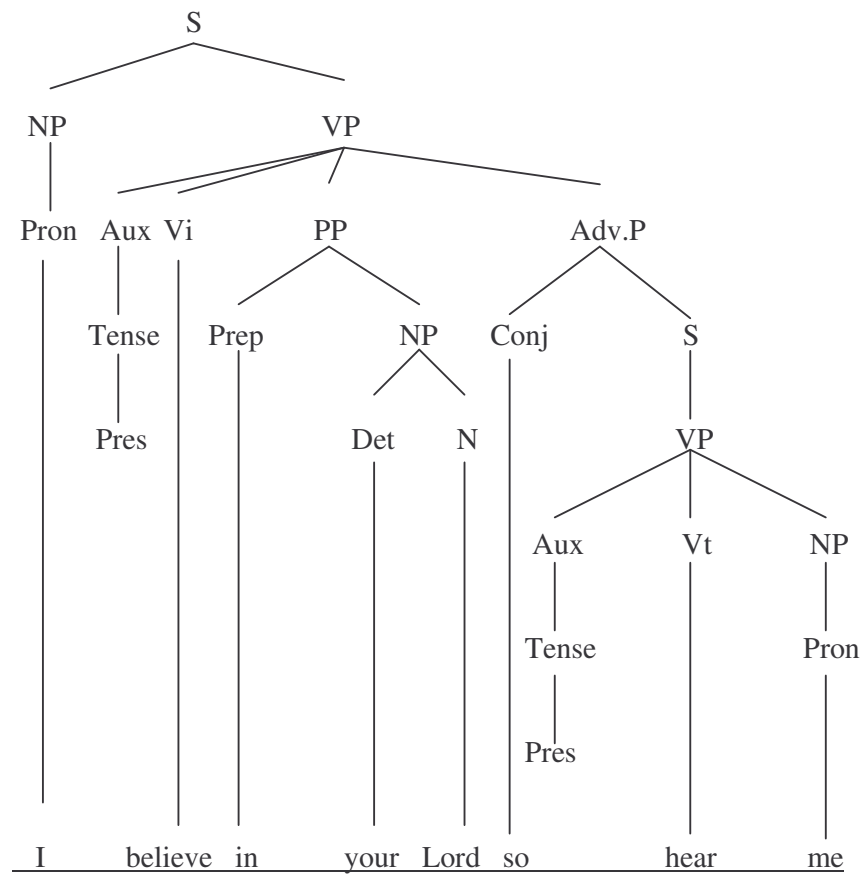 S
NP VP
Pron Aux Vi PP Adv.P
Tense Prep NP Conj S
Pres Det N VP
Aux Vt NP
Tense Pron
Pres
I believe in your Lord so hear me